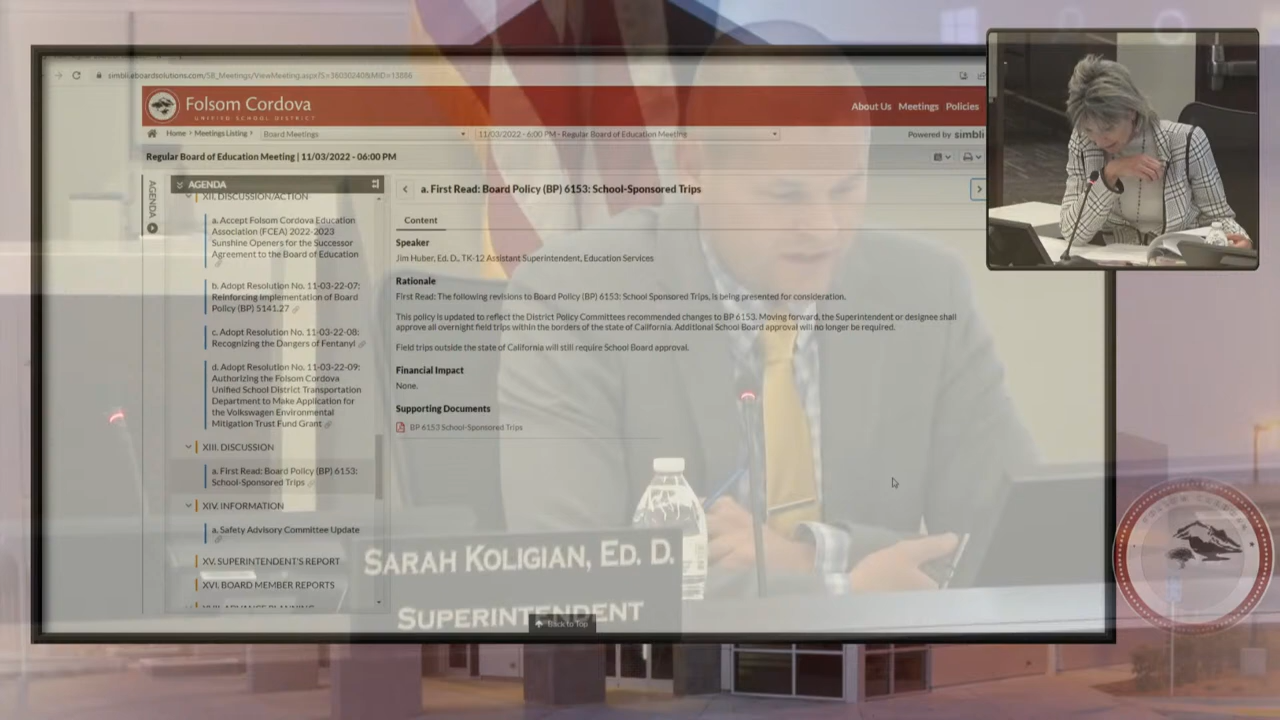 simbli.eboardsolutions.com/SB_Meetings/ViewMeeting.aspx?S=36030240&MID=13886
Folsom Cordova
UNIFIED SCHOOL DISTRICT
About Us Meetings Policies
Home > Meetings Listing > Board Meetings
11/03/2022 - 6:00 PM - Regular Board of Education Meeting
Powered by simbli
Regular Board of Education Meeting | 11/03/2022 - 06:00 PM
AGENDA
AGENDA
XII. DISCUSSION/ACTION
a. Accept Folsom Cordova Education
Association (FCEA) 2022-2023
Sunshine Openers for the Successor
Agreement to the Board of Education
b. Adopt Resolution No. 11-03-22-07:
Reinforcing Implementation of Board
Policy (BP) 5141.27
c. Adopt Resolution No. 11-03-22-08:
Recognizing the Dangers of Fentanyl
d. Adopt Resolution No. 11-03-22-09:
Authorizing the Folsom Cordova
Unified School District Transportation
Department to Make Application for
the Volkswagen Environmental
Mitigation Trust Fund Grant
XIII. DISCUSSION
a. First Read: Board Policy (BP) 6153:
School-Sponsored Trips
XIV. INFORMATION
a. Safety Advisory Committee Update
XV. SUPERINTENDENT'S REPORT
XVI. BOARD MEMBER REPORTS
a. First Read: Board Policy (BP) 6153: School-Sponsored Trips
Content
Speaker
Jim Huber, Ed. D., TK-12 Assistant Superintendent, Education Services
Rationale
First Read: The following revisions to Board Policy (BP) 6153: School Sponsored Trips, is being presented for consideration.
This policy is updated to reflect the District Policy Committees recommended changes to BP 6153. Moving forward, the Superintendent or designee shall
approve all overnight field trips within the borders of the state of California. Additional School Board approval will no longer be required.
Field trips outside the state of California will still require School Board approval.
Financial Impact
None.
Supporting Documents
BP 6153 School-Sponsored Trips
SARAH KOLIGIAN, ED. D.
SUPERINTENDENT
Back to Top